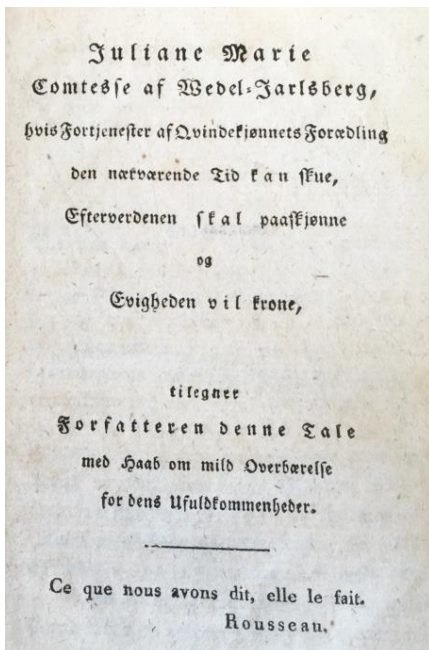 Juliane Marie
Comtesse af Wedel-Jarlsberg,
hvis Fortjenester af Qvindekjønnets Forædling
den nærværende Tid kan skue,
Efterverdenen skal paaskjønne
og
Evigheden vil krone,
tilegner
Forfatteren denne Tale
med Haab om mild Overbærelse
for dens Ufuldkommenheder.
Ce que nous avons dit, elle le fait.
Rousseau.